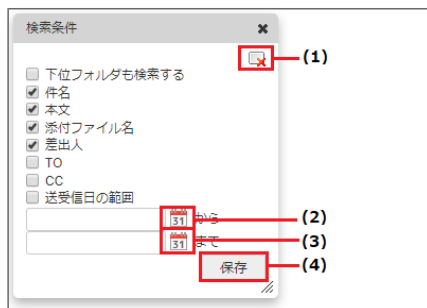 検索条件
(1)
下位フォルダも検索する
件名
本文
添付ファイル名
差出人
TO
CC
送受信日の範囲
31 から (2)
31 まで (3)
保存 (4)